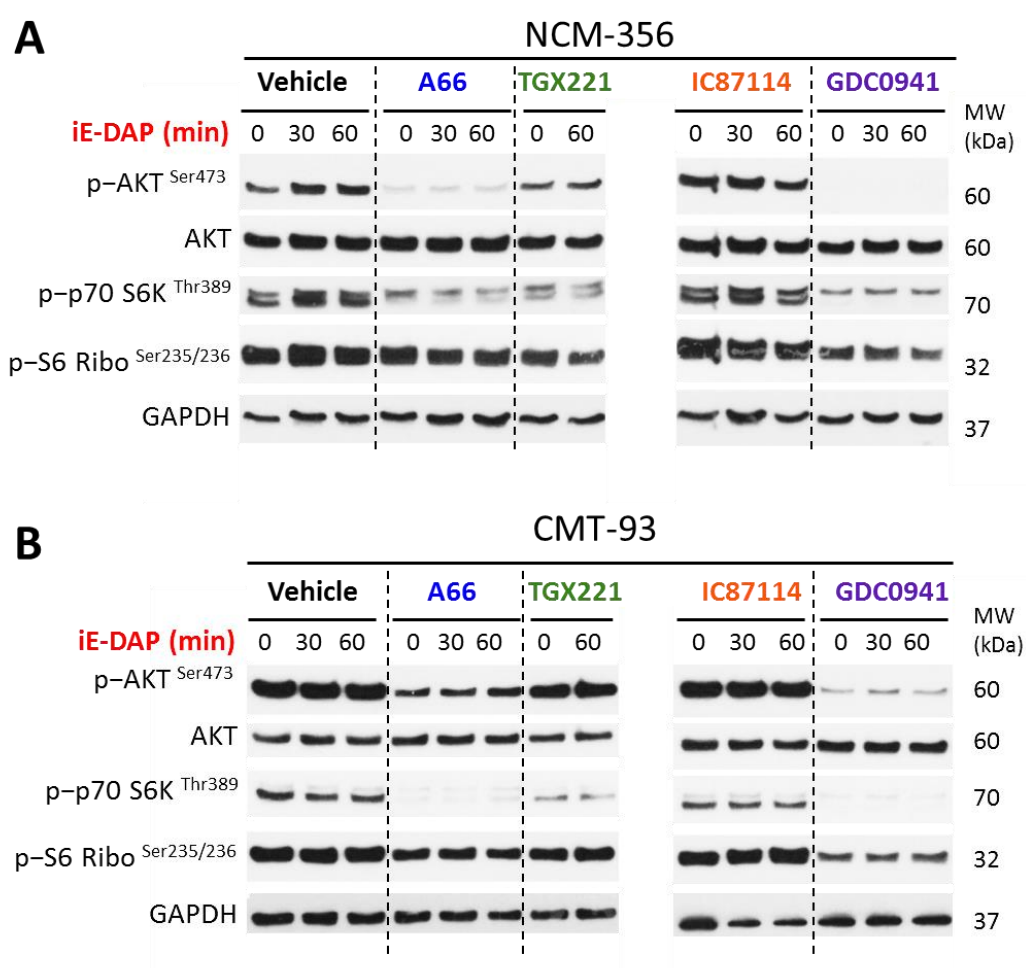 A
NCM-356
Vehicle A66 TGX221 IC87114 GDC0941
MW
(kDa)
iE-DAP (min) 0 30 60 0 30 60 0 60 0 30 60 0 30 60
p–AKT Ser473 60
AKT 60
p–p70 S6K Thr389 70
p–S6 Ribo Ser235/236 32
GAPDH 37
B
CMT-93
Vehicle A66 TGX221 IC87114 GDC0941
MW
(kDa)
iE-DAP (min) 0 30 60 0 30 60 0 60 0 30 60 0 30 60
p–AKT Ser473 60
AKT 60
p–p70 S6K Thr389 70
p–S6 Ribo Ser235/236 32
GAPDH 37